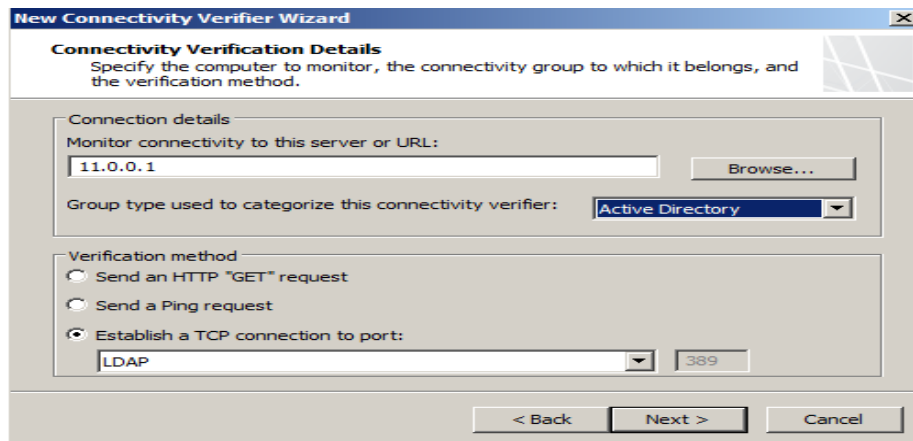 New Connectivity Verifier Wizard
Connectivity Verification Details
Specify the computer to monitor, the connectivity group to which it belongs, and
the verification method.
Connection details
Monitor connectivity to this server or URL:
11.0.0.1
Browse...
Group type used to categorize this connectivity verifier:
Active Directory
Verification method
Send an HTTP "GET" request
Send a Ping request
Establish a TCP connection to port:
LDAP
389
< Back
Next >
Cancel